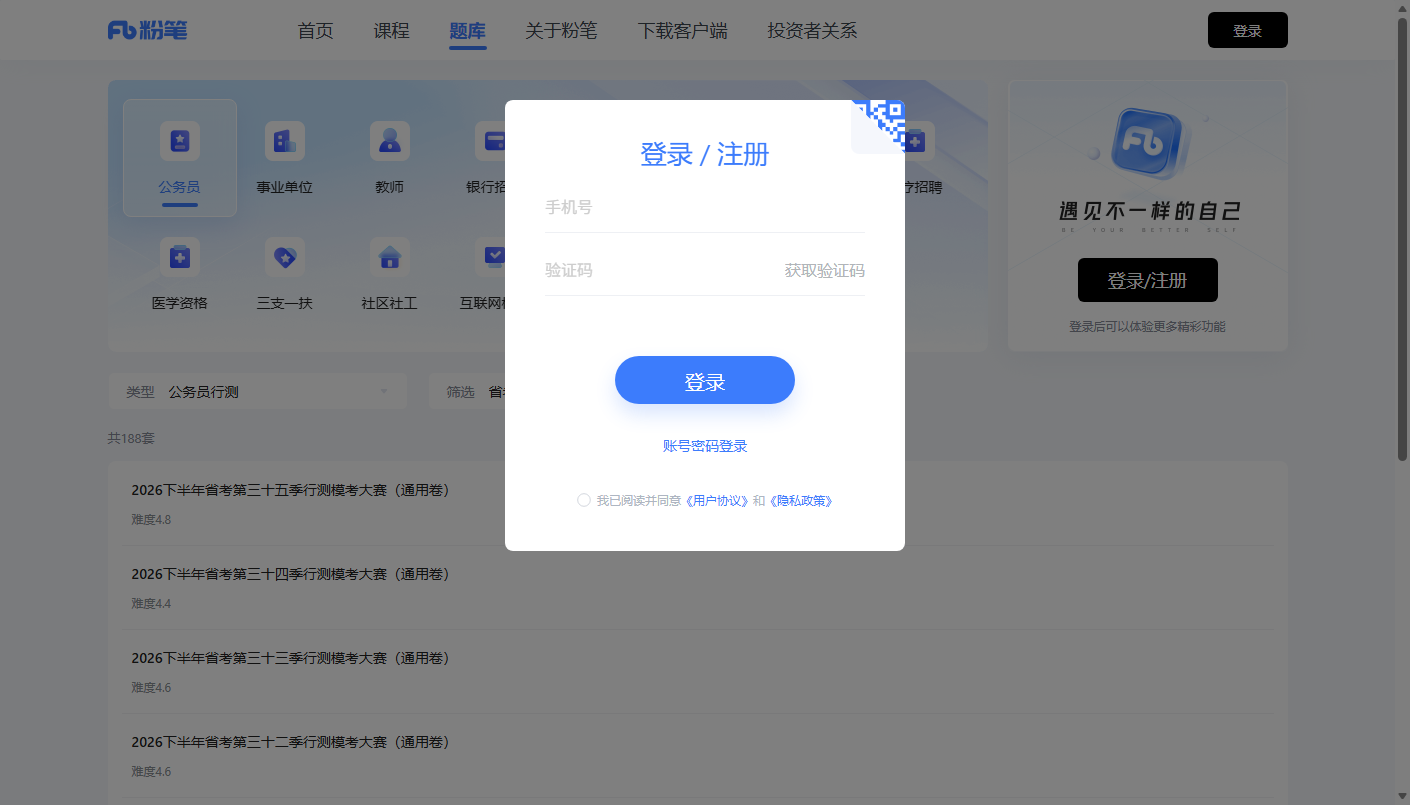 粉笔
首页 课程 题库 关于粉笔 下载客户端 投资者关系 登录
登录 / 注册
手机号
验证码 获取验证码
登录
账号密码登录
我已阅读并同意《用户协议》和《隐私政策》
公务员 事业单位 教师 银行招
疗招聘
医学资格 三支一扶 社区社工 互联网
遇见不一样的自己
BE YOUR BETTER SELF
登录/注册
登录后可以体验更多精彩功能
类型 公务员行测 筛选 省考
共188套
2026下半年省考第三十五季行测模考大赛（通用卷）
难度4.8
2026下半年省考第三十四季行测模考大赛（通用卷）
难度4.4
2026下半年省考第三十三季行测模考大赛（通用卷）
难度4.6
2026下半年省考第三十二季行测模考大赛（通用卷）
难度4.6